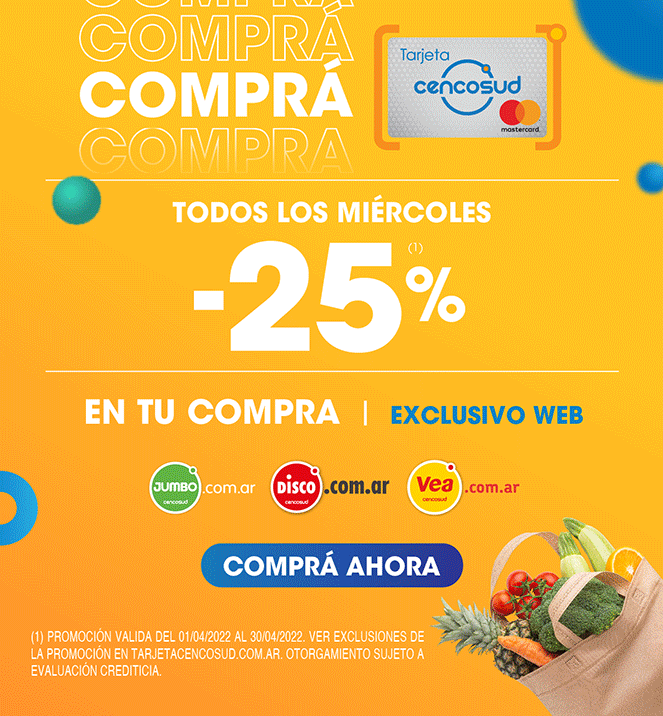 COMPRÁ
COMPRÁ
COMPRÁ
COMPRA
Tarjeta
cencosud
mastercard
TODOS LOS MIÉRCOLES
-25%
(1)
EN TU COMPRA | EXCLUSIVO WEB
JUMBO cencosud .com.ar DISCO cencosud .com.ar Vea cencosud .com.ar
COMPRÁ AHORA
(1) PROMOCIÓN VALIDA DEL 01/04/2022 AL 30/04/2022. VER EXCLUSIONES DE
LA PROMOCIÓN EN TARJETACENCOSUD.COM.AR. OTORGAMIENTO SUJETO A
EVALUACIÓN CREDITICIA.